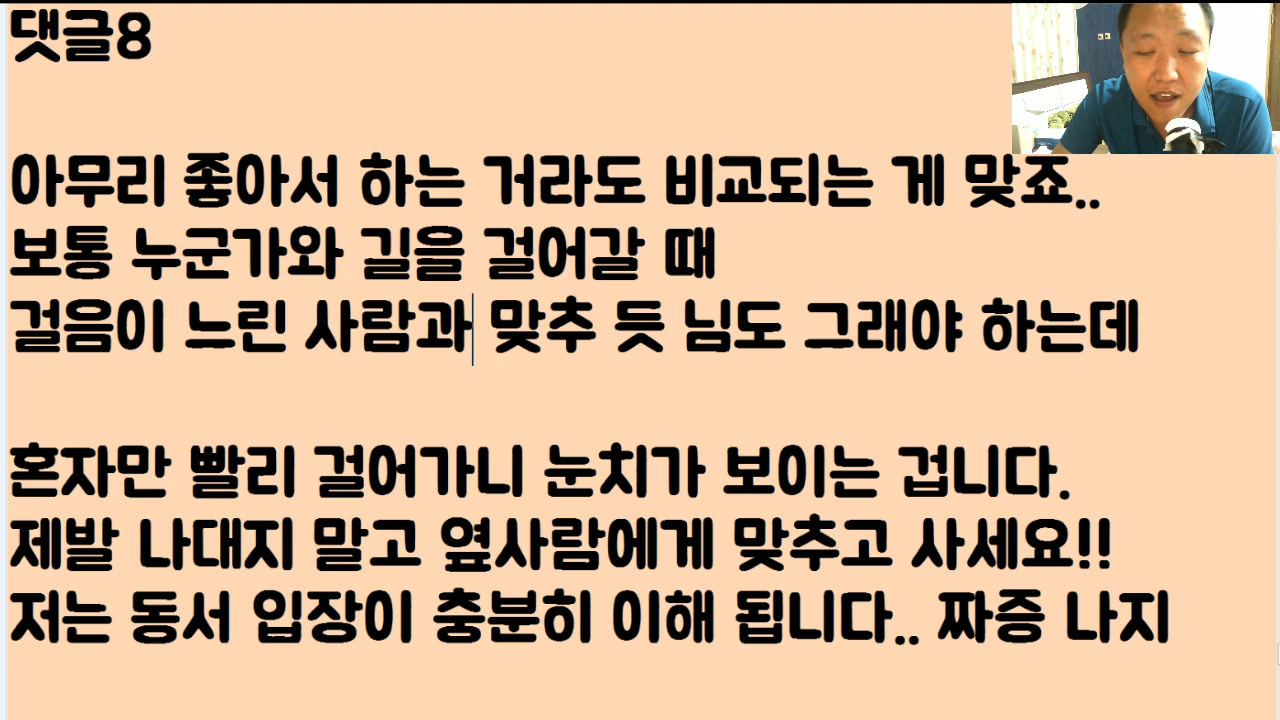 댓글8
아무리 좋아서 하는 거라도 비교되는 게 맞죠..
보통 누군가와 길을 걸어갈 때
걸음이 느린 사람과 맞추 듯 님도 그래야 하는데
혼자만 빨리 걸어가니 눈치가 보이는 겁니다.
제발 나대지 말고 옆사람에게 맞추고 사세요!!
저는 동서 입장이 충분히 이해 됩니다.. 짜증 나지